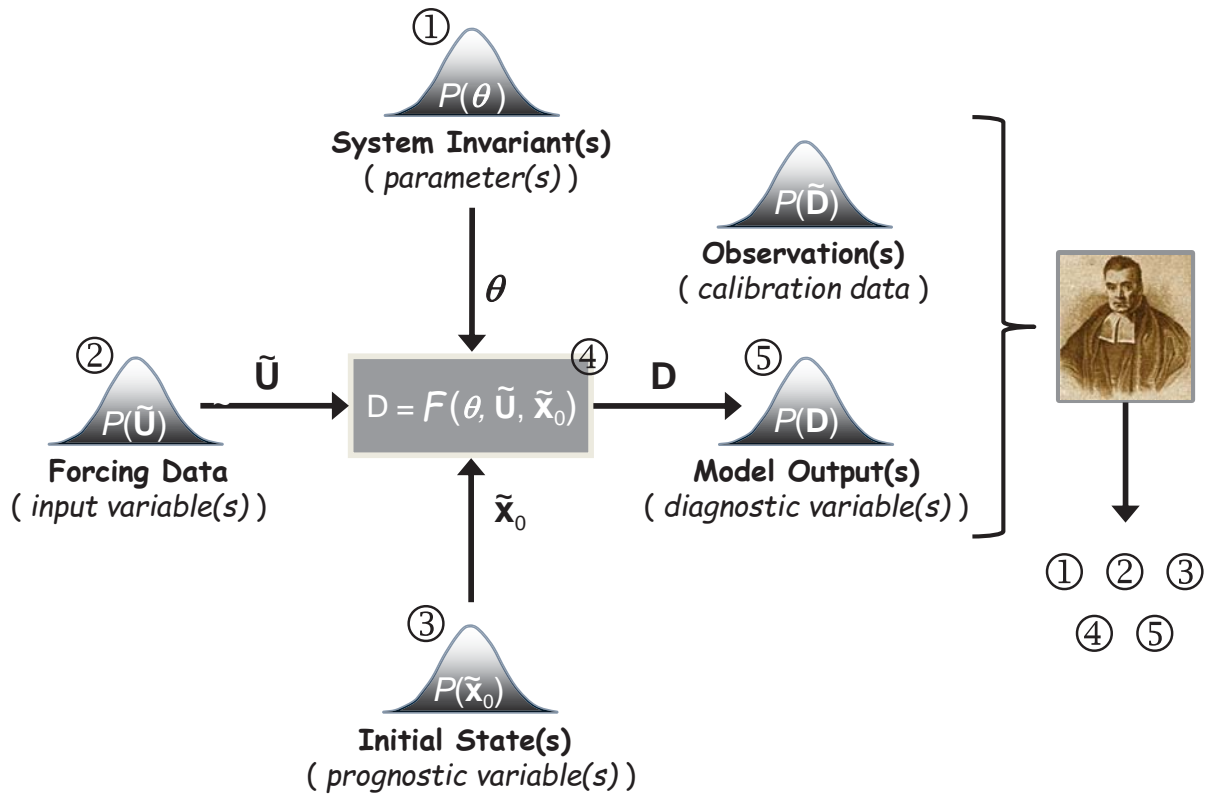 ①
P(θ)
System Invariant(s)
( parameter(s) )
θ
P(D̃)
Observation(s)
( calibration data )
②
P(Ũ)
Forcing Data
( input variable(s) )
Ũ
~
④
D = F(θ, Ũ, x̃₀)
D
⑤
P(D)
Model Output(s)
( diagnostic variable(s) )
x̃₀
③
P(x̃₀)
Initial State(s)
( prognostic variable(s) )
① ② ③
④ ⑤